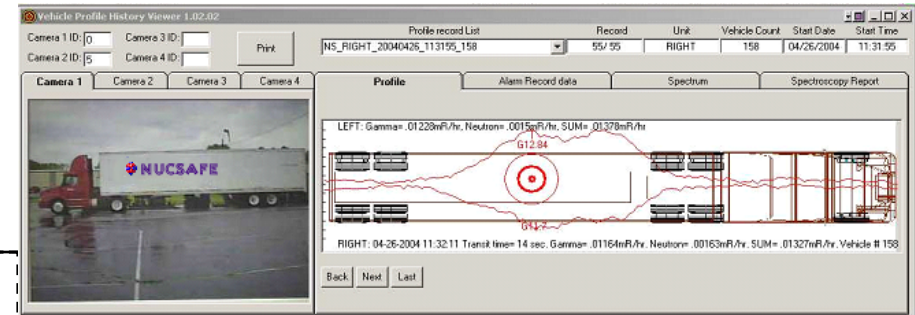 Vehicle Profile History Viewer 1.02.02
Camera 1 ID: 0 Camera 3 ID:
Camera 2 ID: 5 Camera 4 ID:
Print
Profile record List Record Unit Vehicle Count Start Date Start Time
NS_RIGHT_20040426_113155_158 55/ 55 RIGHT 158 04/26/2004 11:31:55
Camera 1 Camera 2 Camera 3 Camera 4
Profile Alarm Record data Spectrum Spectroscopy Report
NUCSAFE
LEFT: Gamma= .01228mR/hr, Neutron= .0015mR/hr, SUM= .01378mR/hr
G12.84
G11.7
RIGHT: 04-26-2004 11:32:11 Transit time= 14 sec. Gamma= .01164mR/hr. Neutron= .00163mR/hr. SUM= .01327mR/hr. Vehicle # 158
Back Next Last